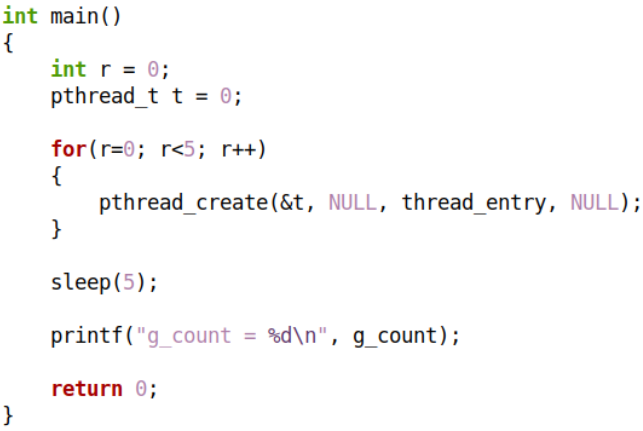 int main()
{
    int r = 0;
    pthread_t t = 0;

    for(r=0; r<5; r++)
    {
        pthread_create(&t, NULL, thread_entry, NULL);
    }

    sleep(5);

    printf("g_count = %d\n", g_count);

    return 0;
}